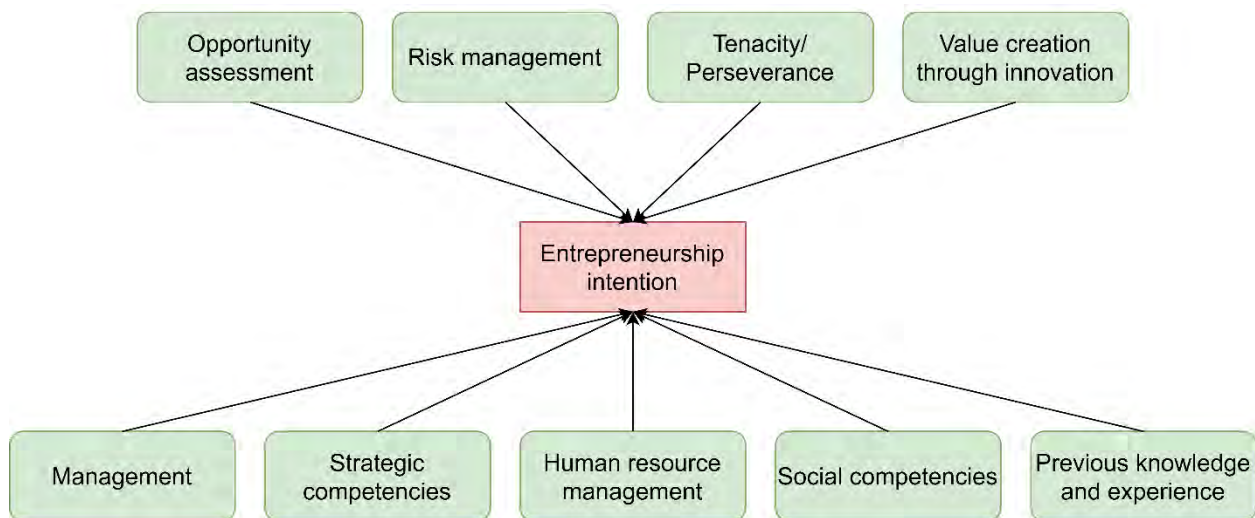 Opportunity
assessment
Risk management
Tenacity/
Perseverance
Value creation
through innovation
Entrepreneurship
intention
Management
Strategic
competencies
Human resource
management
Social competencies
Previous knowledge
and experience